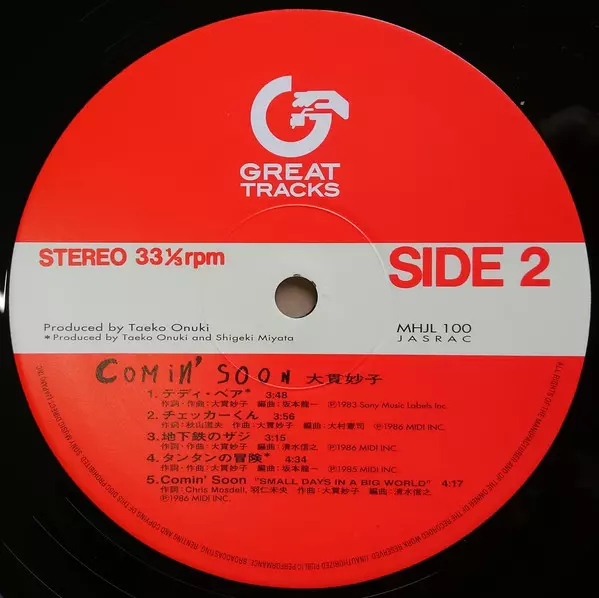 GREAT
TRACKS
STEREO 33⅓rpm
SIDE 2
Produced by Taeko Onuki
* Produced by Taeko Onuki and Shigeki Miyata
MHJL 100
JASRAC
COMIN' SOON 大貫妙子
1. テディ・ベア* 3:48
作詞・作曲:大貫妙子 編曲:坂本龍一 Ⓟ1983 Sony Music Labels Inc.
2. チェッカーくん 3:56
作詞:秋山道夫 作曲:大貫妙子 編曲:大村憲司 Ⓟ1986 MIDI INC.
3. 地下鉄のザジ 3:15
作詞・作曲:大貫妙子 編曲:清水信之 Ⓟ1986 MIDI INC.
4. タンタンの冒険* 4:34
作詞・作曲:大貫妙子 編曲:坂本龍一 Ⓟ1985 MIDI INC.
5. Comin' Soon "SMALL DAYS IN A BIG WORLD" 4:17
作詞:Chris Mosdell, 羽仁未央 作曲:大貫妙子 編曲:清水信之
Ⓟ1986 MIDI INC.